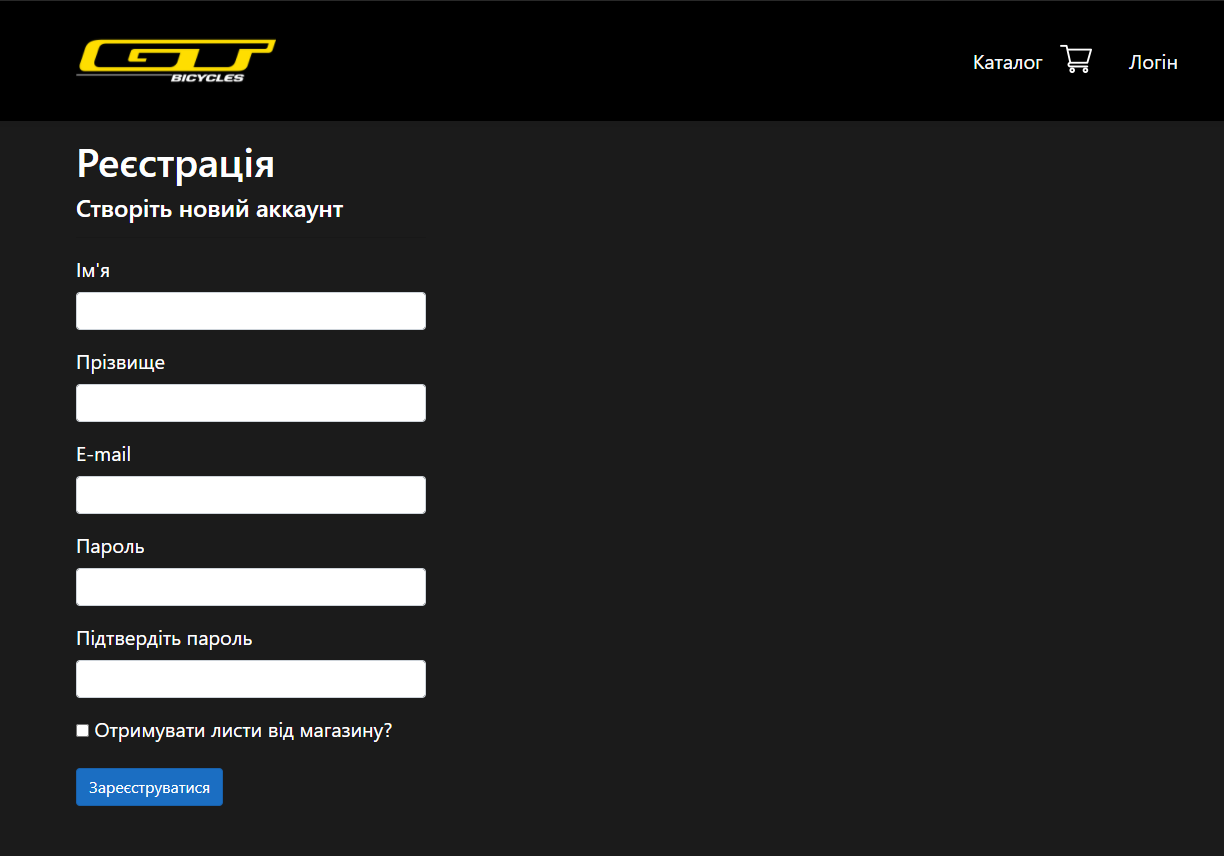 GT
BICYCLES
Каталог
Логін
Реєстрація
Створіть новий аккаунт
Ім'я
Прізвище
E-mail
Пароль
Підтвердіть пароль
Отримувати листи від магазину?
Зареєструватися